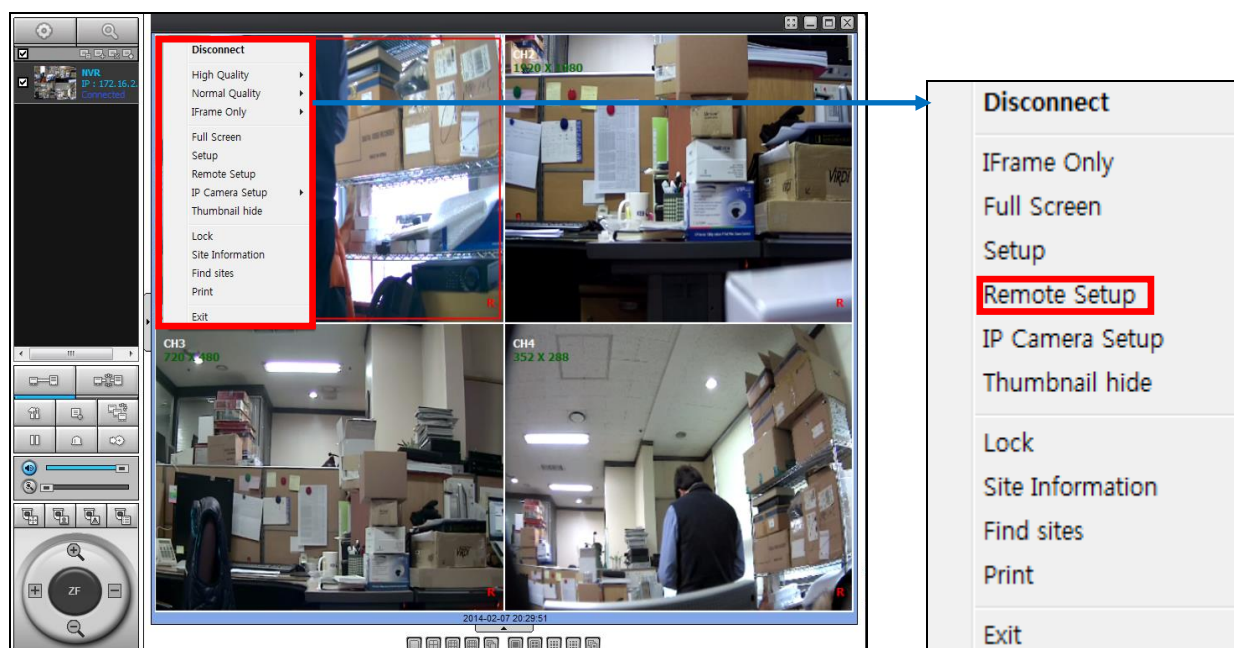 NVR
IP : 172.16.2.
Connected
Disconnect
High Quality
Normal Quality
IFrame Only
Full Screen
Setup
Remote Setup
IP Camera Setup
Thumbnail hide
Lock
Site Information
Find sites
Print
Exit
CH2
1920 X 1080
R
CH3
720 X 480
R
CH4
352 X 288
R
VIRDI
2014-02-07 20:29:51
ZF
Disconnect
IFrame Only
Full Screen
Setup
Remote Setup
IP Camera Setup
Thumbnail hide
Lock
Site Information
Find sites
Print
Exit